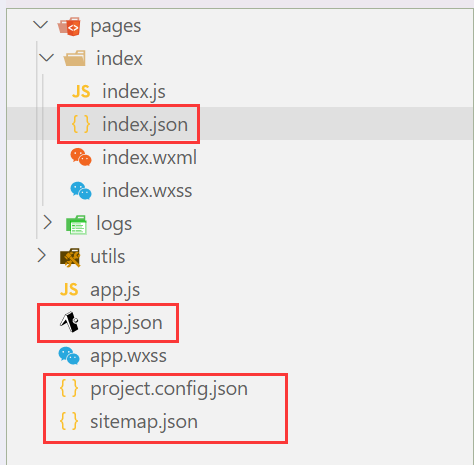 pages
index
JS index.js
{ } index.json
index.wxml
index.wxss
logs
utils
JS app.js
app.json
app.wxss
{ } project.config.json
{ } sitemap.json